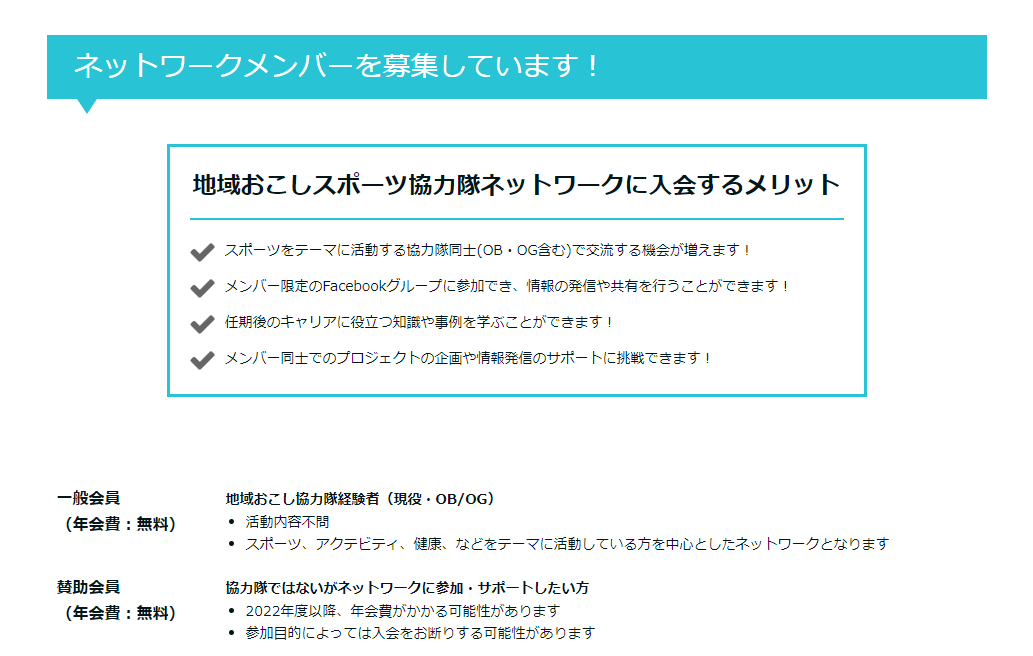 ネットワークメンバーを募集しています！
地域おこしスポーツ協力隊ネットワークに入会するメリット
スポーツをテーマに活動する協力隊同士(OB・OG含む)で交流する機会が増えます！
メンバー限定のFacebookグループに参加でき、情報の発信や共有を行うことができます！
任期後のキャリアに役立つ知識や事例を学ぶことができます！
メンバー同士でのプロジェクトの企画や情報発信のサポートに挑戦できます！
一般会員
（年会費：無料）
地域おこし協力隊経験者（現役・OB/OG）
活動内容不問
スポーツ、アクテビティ、健康、などをテーマに活動している方を中心としたネットワークとなります
賛助会員
（年会費：無料）
協力隊ではないがネットワークに参加・サポートしたい方
2022年度以降、年会費がかかる可能性があります
参加目的によっては入会をお断りする可能性があります